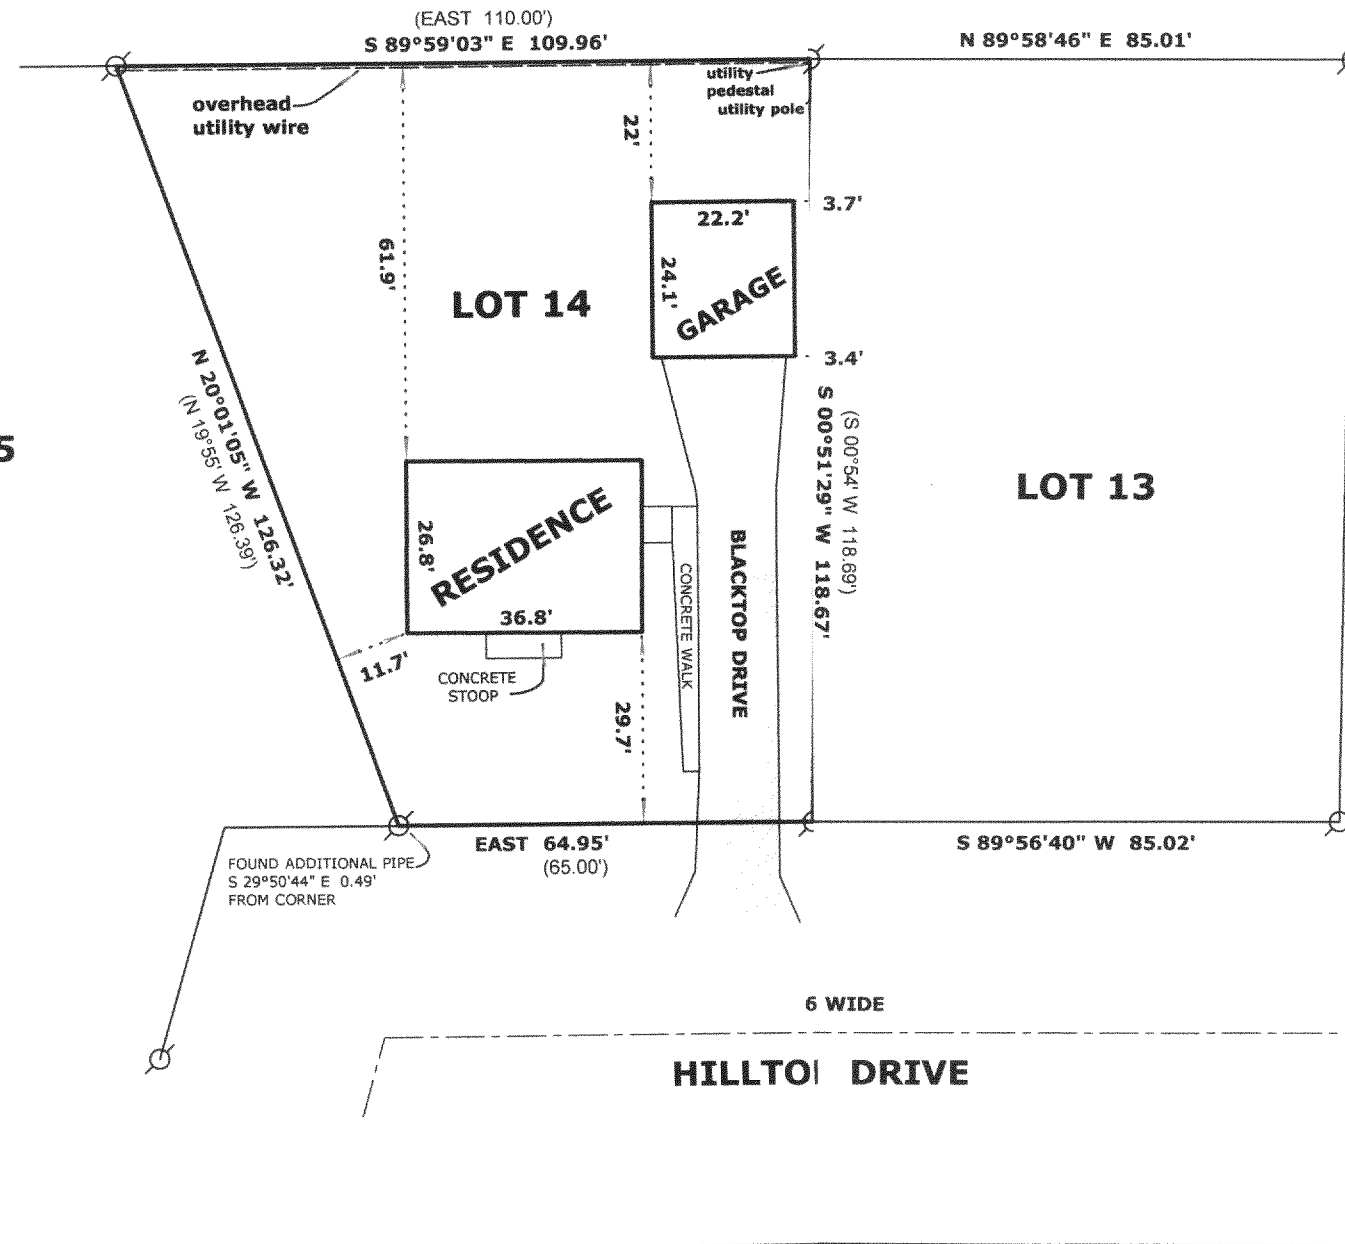 (EAST 110.00')
S 89°59'03" E 109.96'
N 89°58'46" E 85.01'
overhead
utility wire
utility
pedestal
utility pole
22'
3.7'
22.2'
61.9'
24.1'
GARAGE
LOT 14
3.4'
N 20°01'05" W 126.32'
(N 19°55' W 126.39')
S 00°51'29" W 118.67'
(S 00°54' W 118.69')
5
LOT 13
RESIDENCE
26.8'
36.8'
CONCRETE WALK
BLACKTOP DRIVE
11.7'
CONCRETE
STOOP
29.7'
EAST 64.95'
(65.00')
S 89°56'40" W 85.02'
FOUND ADDITIONAL PIPE
S 29°50'44" E 0.49'
FROM CORNER
6 WIDE
DRIVE